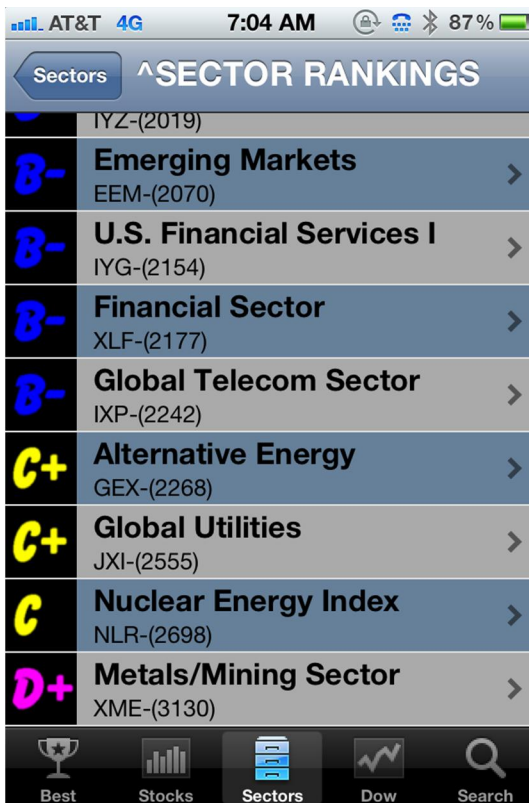 AT&T 4G 7:04 AM 87%
Sectors ^SECTOR RANKINGS
B-
IYZ-(2019)
B- Emerging Markets
EEM-(2070)
B- U.S. Financial Services I
IYG-(2154)
B- Financial Sector
XLF-(2177)
B- Global Telecom Sector
IXP-(2242)
C+ Alternative Energy
GEX-(2268)
C+ Global Utilities
JXI-(2555)
C Nuclear Energy Index
NLR-(2698)
D+ Metals/Mining Sector
XME-(3130)
Best Stocks Sectors Dow Search